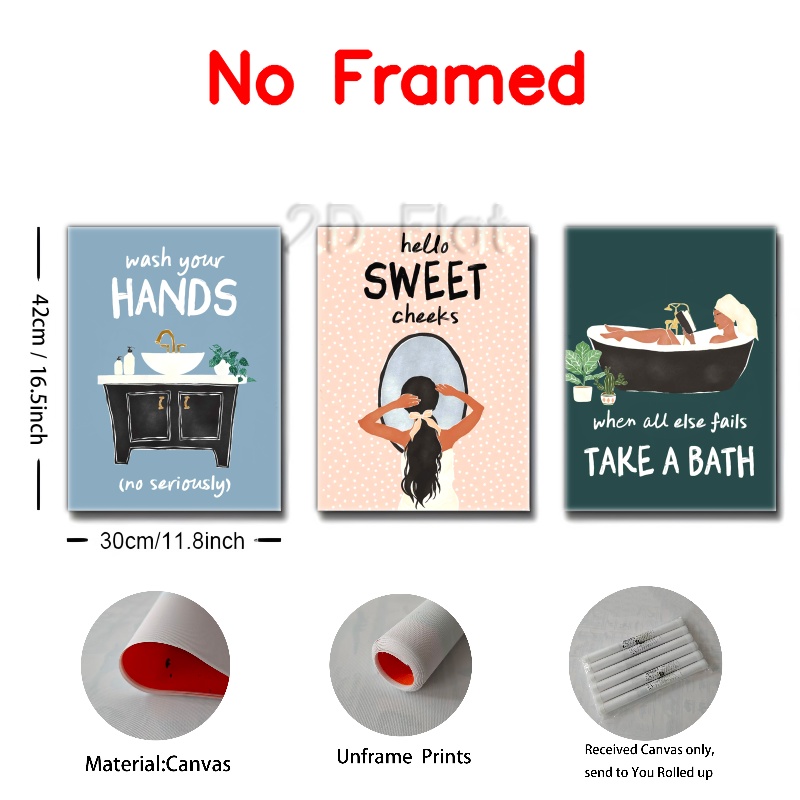 No Framed
2D Flat
wash your
HANDS
(no seriously)
hello
SWEET
cheeks
when all else fails
TAKE A BATH
42cm / 16.5inch
30cm/11.8inch
Material:Canvas
Unframe Prints
Received Canvas only,
send to You Rolled up